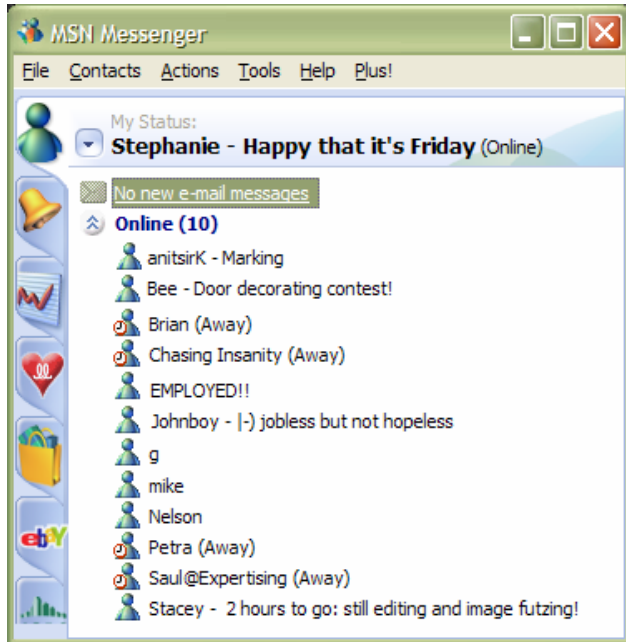 MSN Messenger
File Contacts Actions Tools Help Plus!
My Status:
Stephanie - Happy that it's Friday (Online)
No new e-mail messages
Online (10)
anitsirK - Marking
Bee - Door decorating contest!
Brian (Away)
Chasing Insanity (Away)
EMPLOYED!!
Johnboy - |-) jobless but not hopeless
g
mike
Nelson
Petra (Away)
Saul@Expertising (Away)
Stacey - 2 hours to go: still editing and image futzing!
ebY